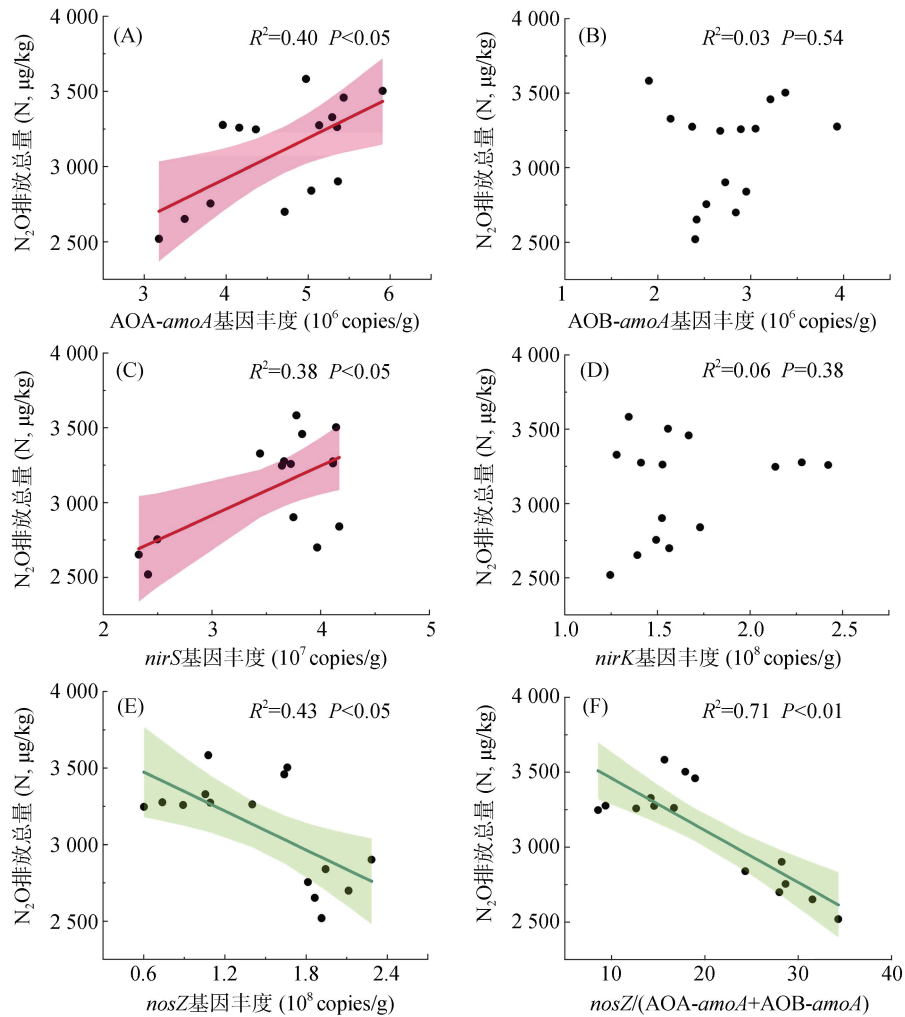 (A) R²=0.40 P<0.05
4 000
3 500
3 000
2 500
N₂O排放总量 (N, μg/kg)
3 4 5 6
AOA-amoA基因丰度 (10⁶ copies/g)
(B) R²=0.03 P=0.54
4 000
3 500
3 000
2 500
N₂O排放总量 (N, μg/kg)
1 2 3 4
AOB-amoA基因丰度 (10⁶ copies/g)
(C) R²=0.38 P<0.05
4 000
3 500
3 000
2 500
N₂O排放总量 (N, μg/kg)
2 3 4 5
nirS基因丰度 (10⁷ copies/g)
(D) R²=0.06 P=0.38
4 000
3 500
3 000
2 500
N₂O排放总量 (N, μg/kg)
1.0 1.5 2.0 2.5
nirK基因丰度 (10⁸ copies/g)
(E) R²=0.43 P<0.05
4 000
3 500
3 000
2 500
N₂O排放总量 (N, μg/kg)
0.6 1.2 1.8 2.4
nosZ基因丰度 (10⁸ copies/g)
(F) R²=0.71 P<0.01
4 000
3 500
3 000
2 500
N₂O排放总量 (N, μg/kg)
10 20 30 40
nosZ/(AOA-amoA+AOB-amoA)